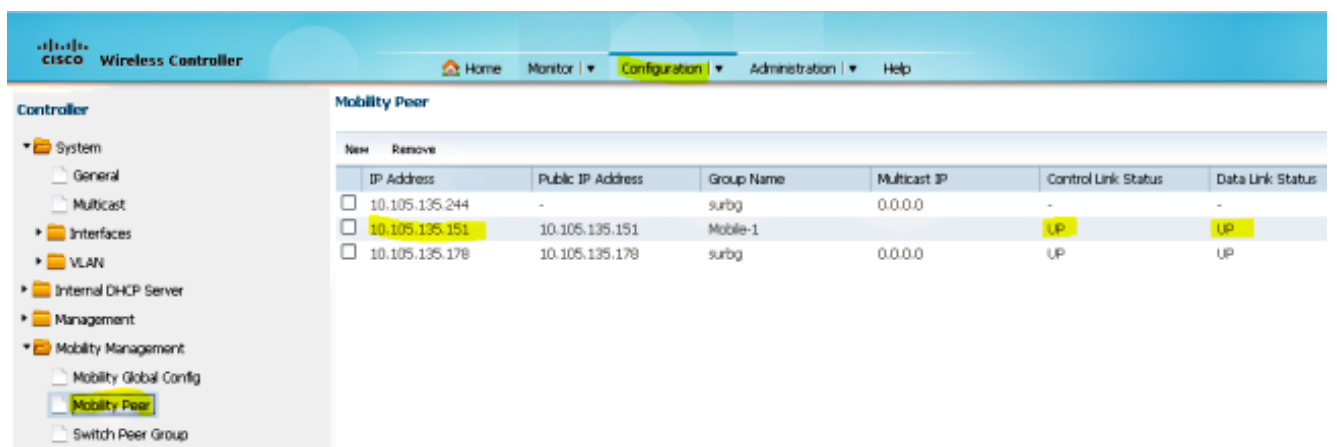 CISCO Wireless Controller
Home Monitor Configuration Administration Help
Controller
System
General
Multicast
Interfaces
VLAN
Internal DHCP Server
Management
Mobility Management
Mobility Global Config
Mobility Peer
Switch Peer Group
Mobility Peer
New Remove
IP Address Public IP Address Group Name Multicast IP Control Link Status Data Link Status
10.105.135.244 - surbg 0.0.0.0 - -
10.105.135.151 10.105.135.151 Mobile-1 UP UP
10.105.135.178 10.105.135.178 surbg 0.0.0.0 UP UP